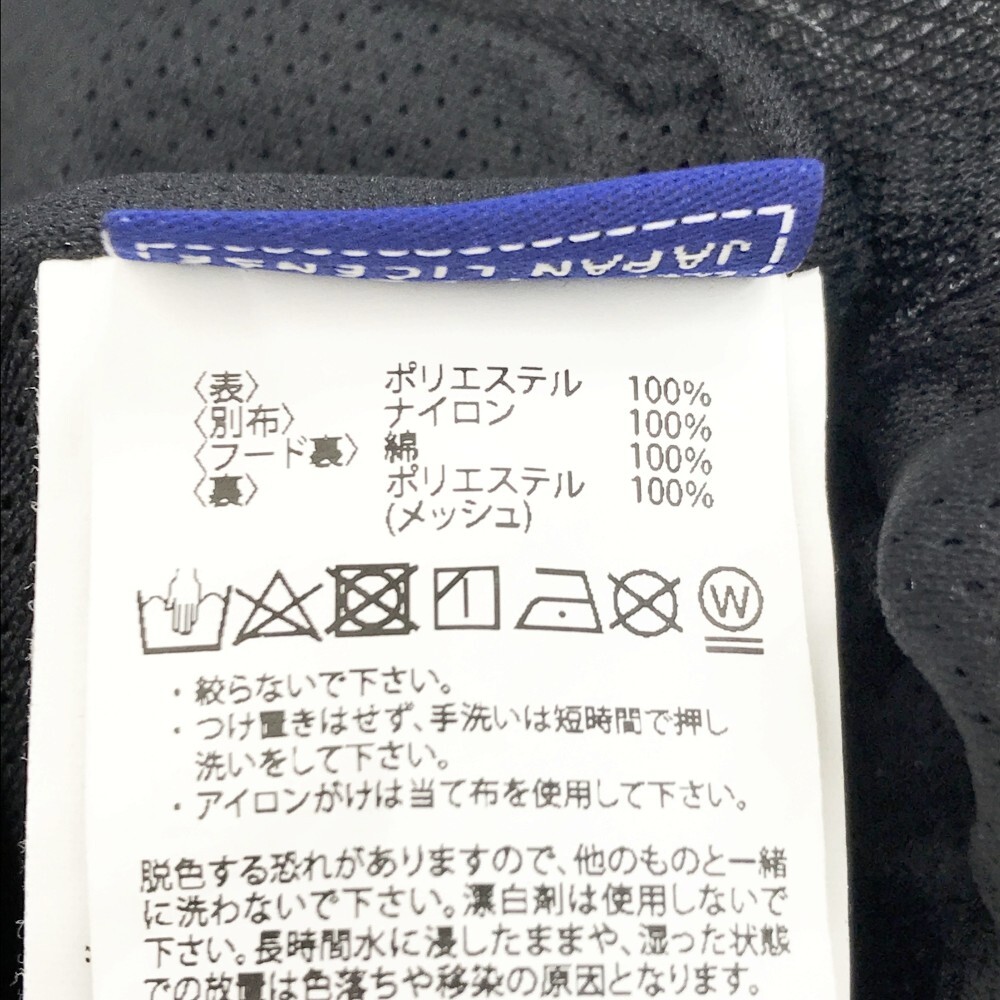 JAPAN LICEN
〈表〉 ポリエステル 100%
〈別布〉 ナイロン 100%
〈フード裏〉 綿 100%
〈裏〉 ポリエステル 100%
(メッシュ)
W
・絞らないで下さい。
・つけ置きはせず、手洗いは短時間で押し
洗いをして下さい。
・アイロンがけは当て布を使用して下さい。
脱色する恐れがありますので、他のものと一緒
に洗わないで下さい。漂白剤は使用しないで
下さい。長時間水に浸したままや、湿った状態
での放置は色落ちや移染の原因となります。